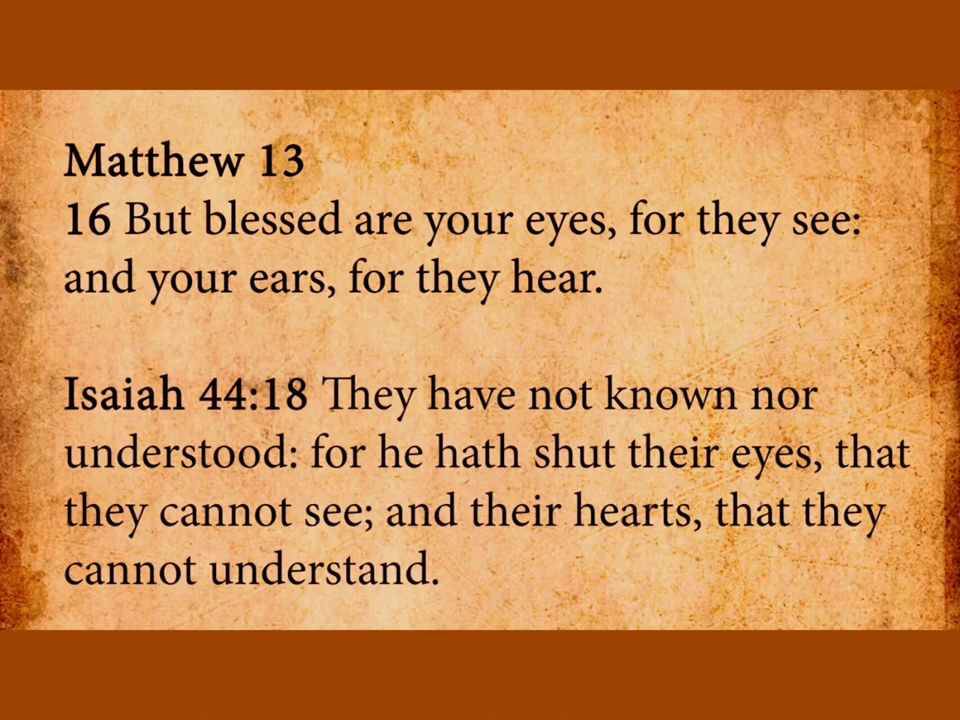 Matthew 13
16 But blessed are your eyes, for they see:
and your ears, for they hear.
Isaiah 44:18 They have not known nor
understood: for he hath shut their eyes, that
they cannot see; and their hearts, that they
cannot understand.